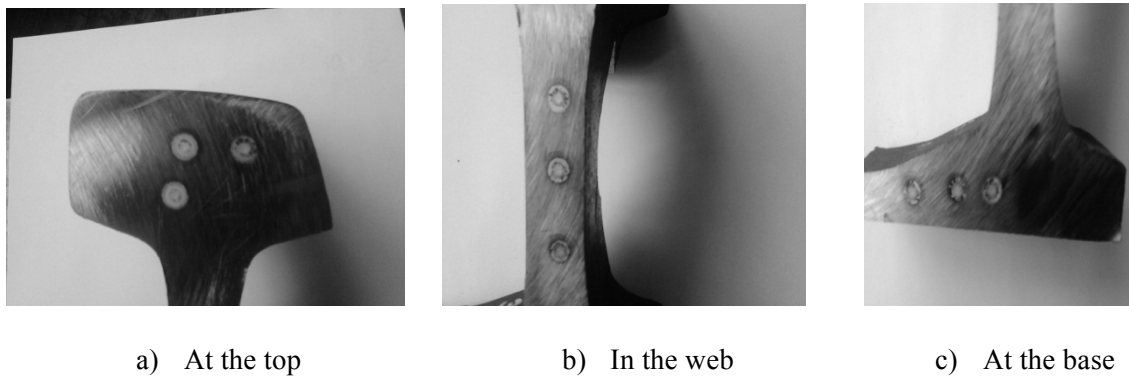 a) At the top
b) In the web
c) At the base